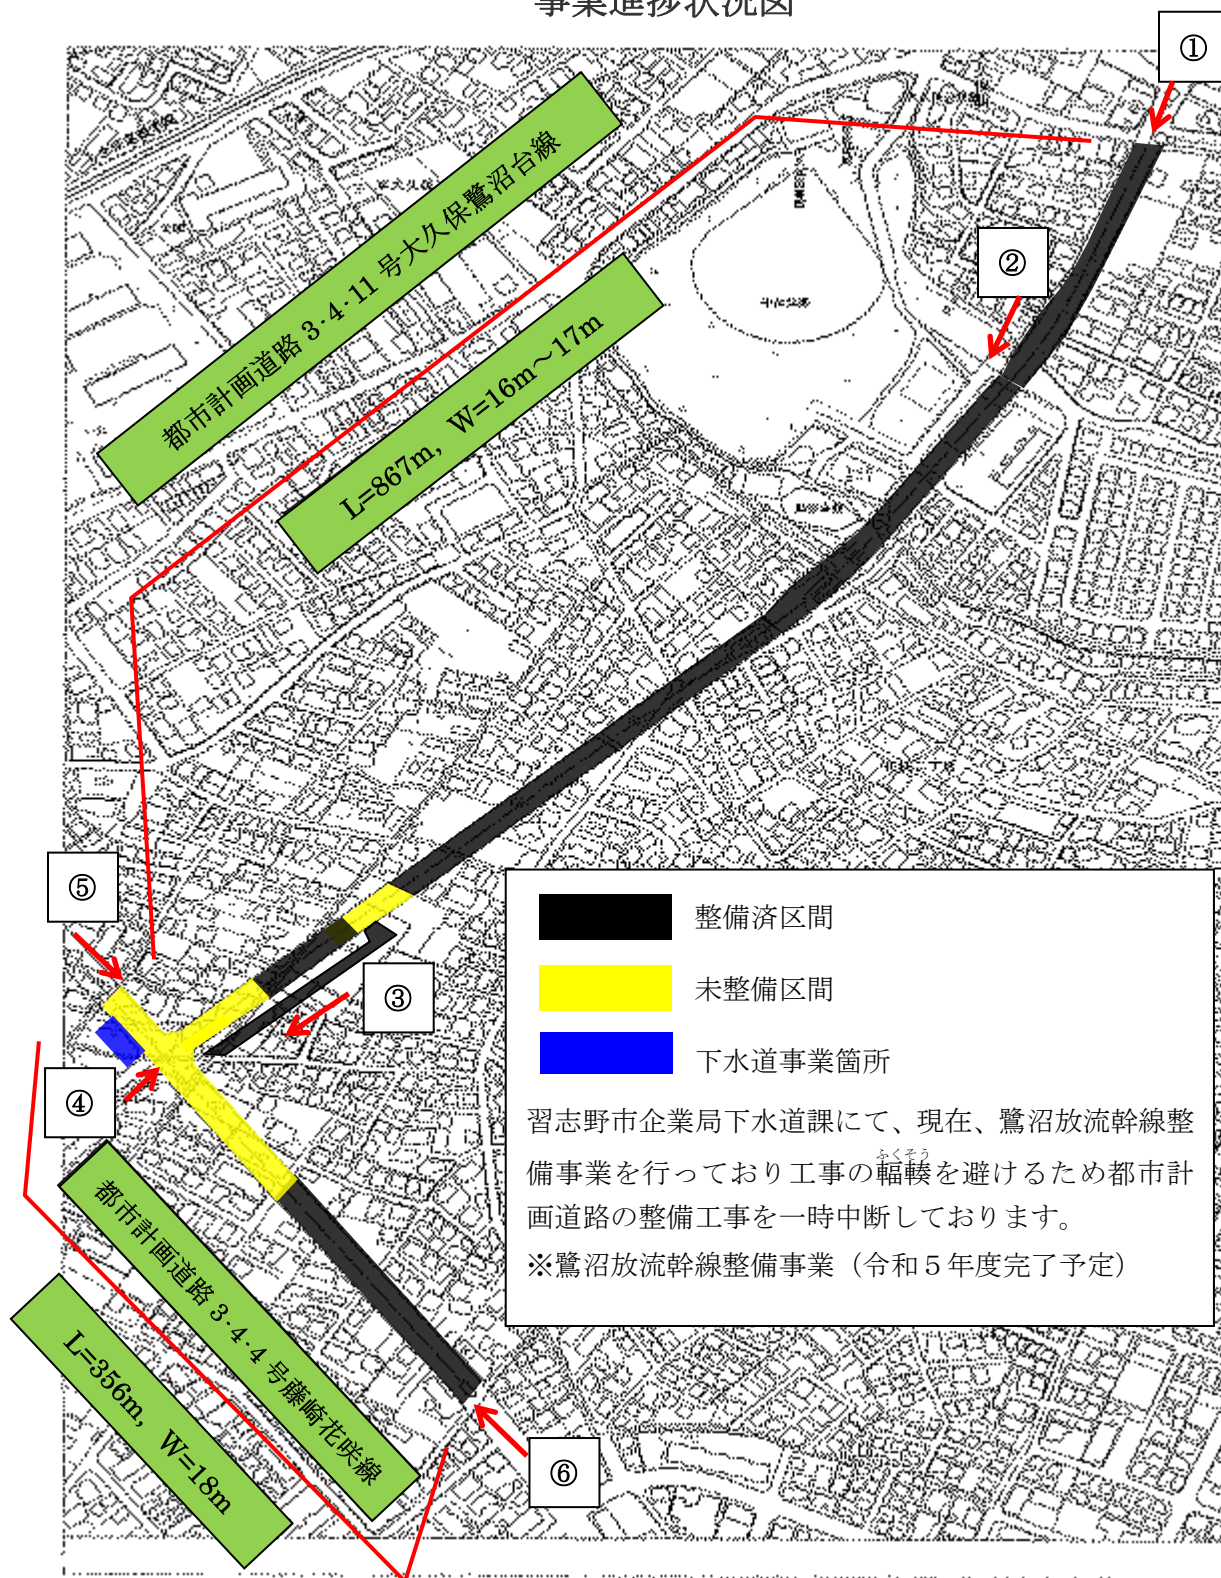 事業進捗状況図
①
都市計画道路 3・4・11 号大久保鷺沼台線
②
L=867m, W=16m～17m
⑤
整備済区間
未整備区間
③
下水道事業箇所
④
習志野市企業局下水道課にて、現在、鷺沼放流幹線整
ふくそう
備事業を行っており工事の輻輳を避けるため都市計
画道路の整備工事を一時中断しております。
※鷺沼放流幹線整備事業（令和５年度完了予定）
都市計画道路 3・4・4 号藤崎花咲線
L=356m, W=18m
⑥